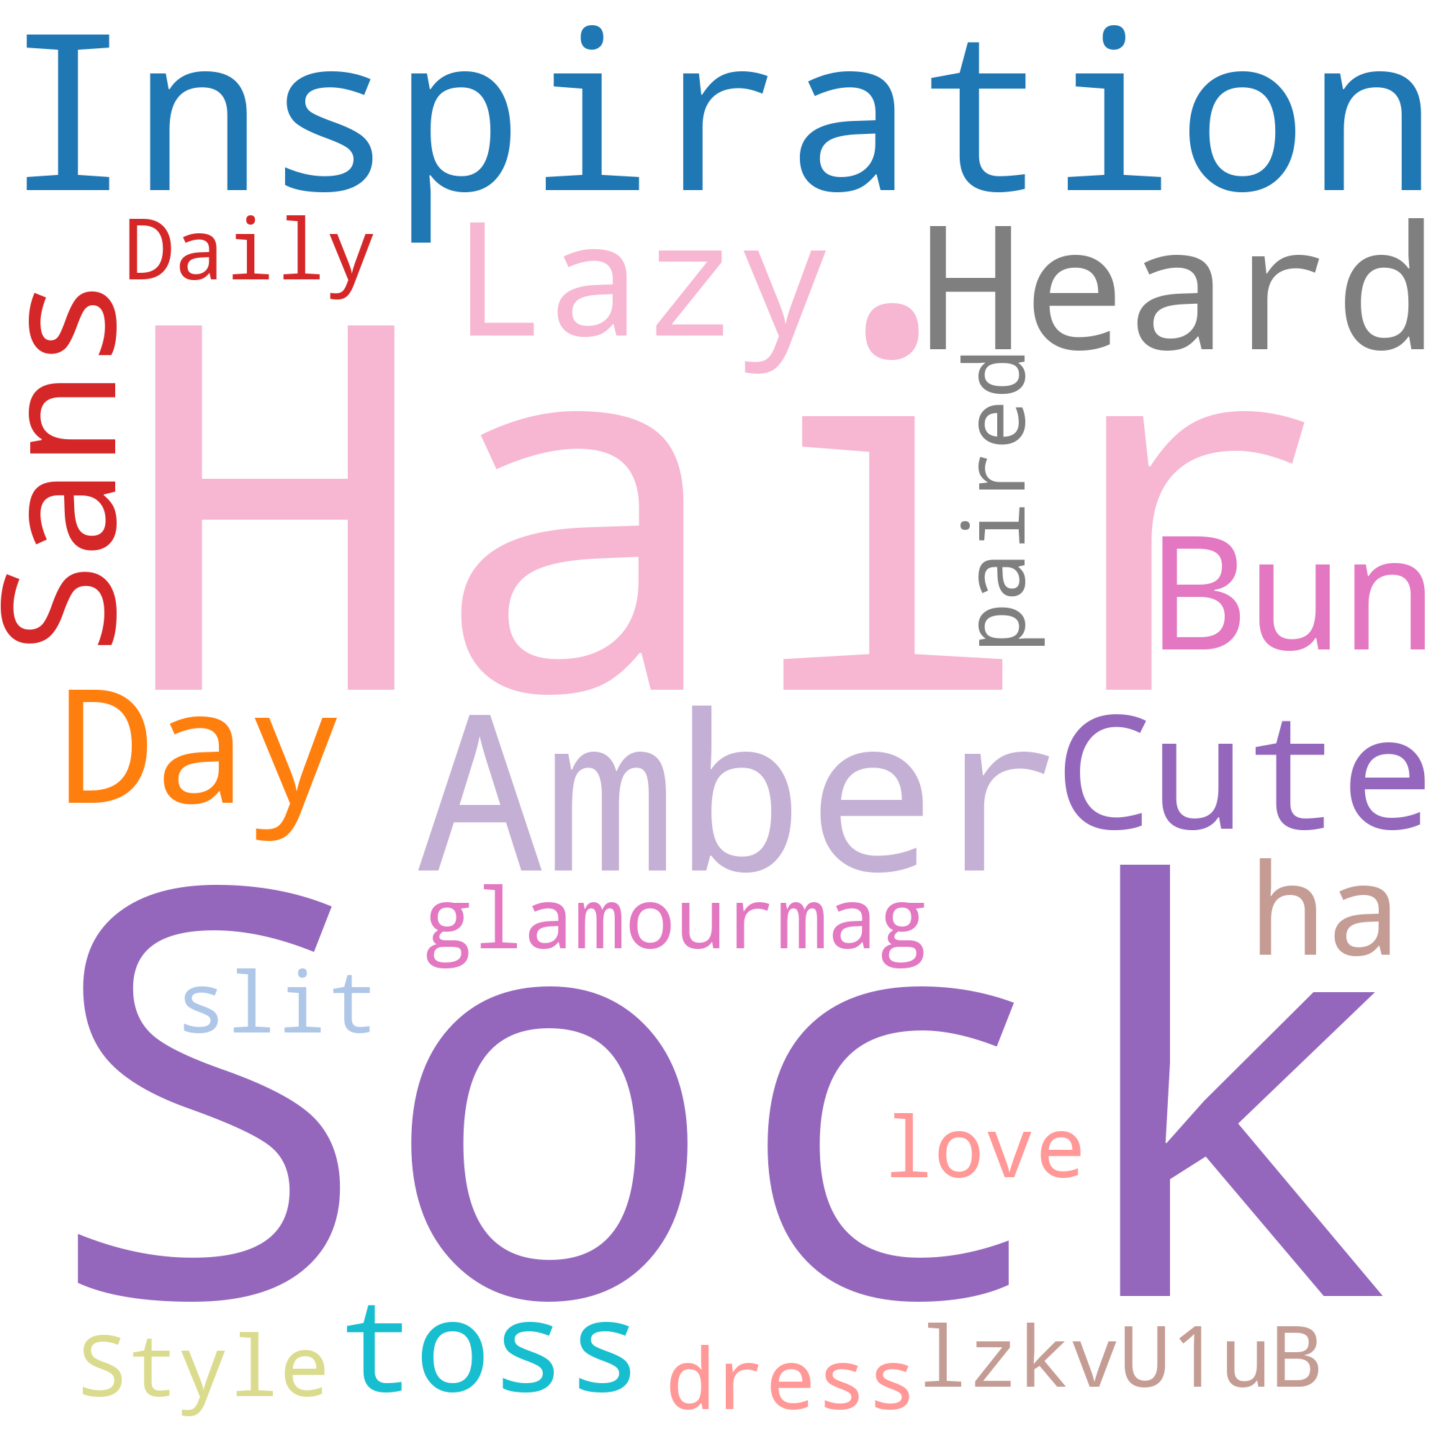 Inspiration
Daily
Lazy
Heard
Sans
Hair
paired
Bun
Day
Amber
Cute
glamourmag
ha
Sock
slit
love
Style
toss
dress
lzkvU1uB